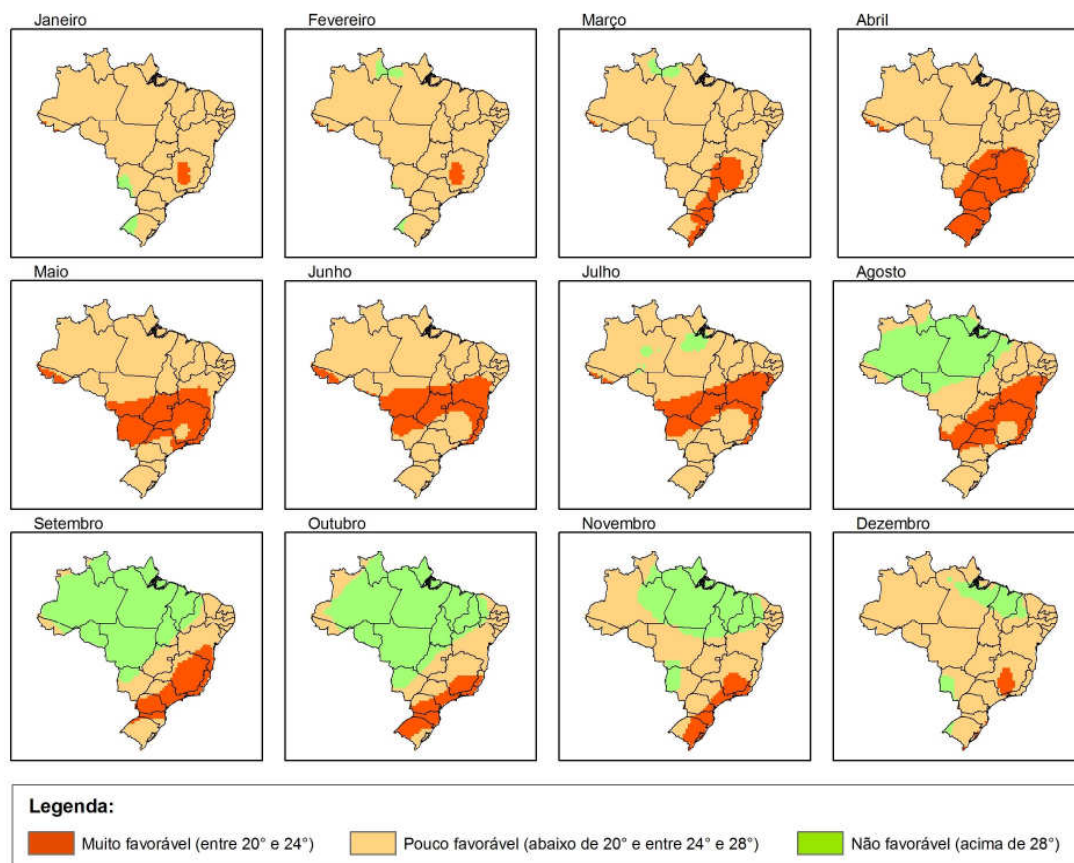 Janeiro
Fevereiro
Março
Abril
Maio
Junho
Julho
Agosto
Setembro
Outubro
Novembro
Dezembro
Legenda:
Muito favorável (entre 20° e 24°)
Pouco favorável (abaixo de 20° e entre 24° e 28°)
Não favorável (acima de 28°)